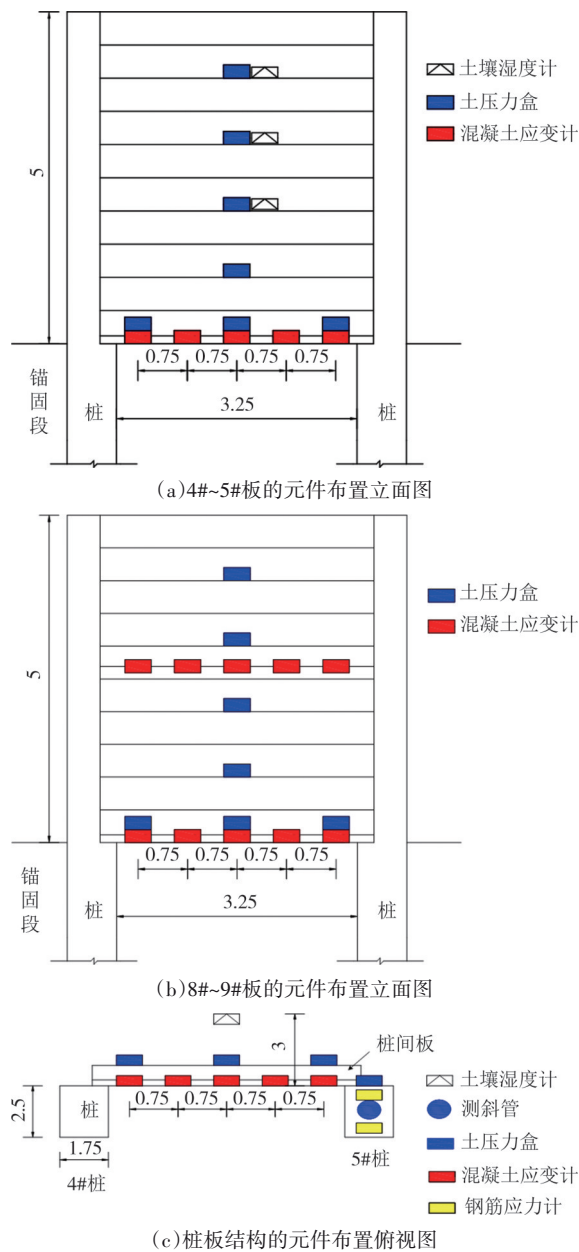 土壤湿度计
土压力盒
混凝土应变计
5
0.75 0.75 0.75 0.75
锚固段
桩
3.25
桩
(a)4#~5#板的元件布置立面图
土压力盒
混凝土应变计
5
0.75 0.75 0.75 0.75
锚固段
桩
3.25
桩
(b)8#~9#板的元件布置立面图
3
桩间板
2.5
桩
0.75 0.75 0.75 0.75
1.75
4#桩
5#桩
土壤湿度计
测斜管
土压力盒
混凝土应变计
钢筋应力计
(c)桩板结构的元件布置俯视图